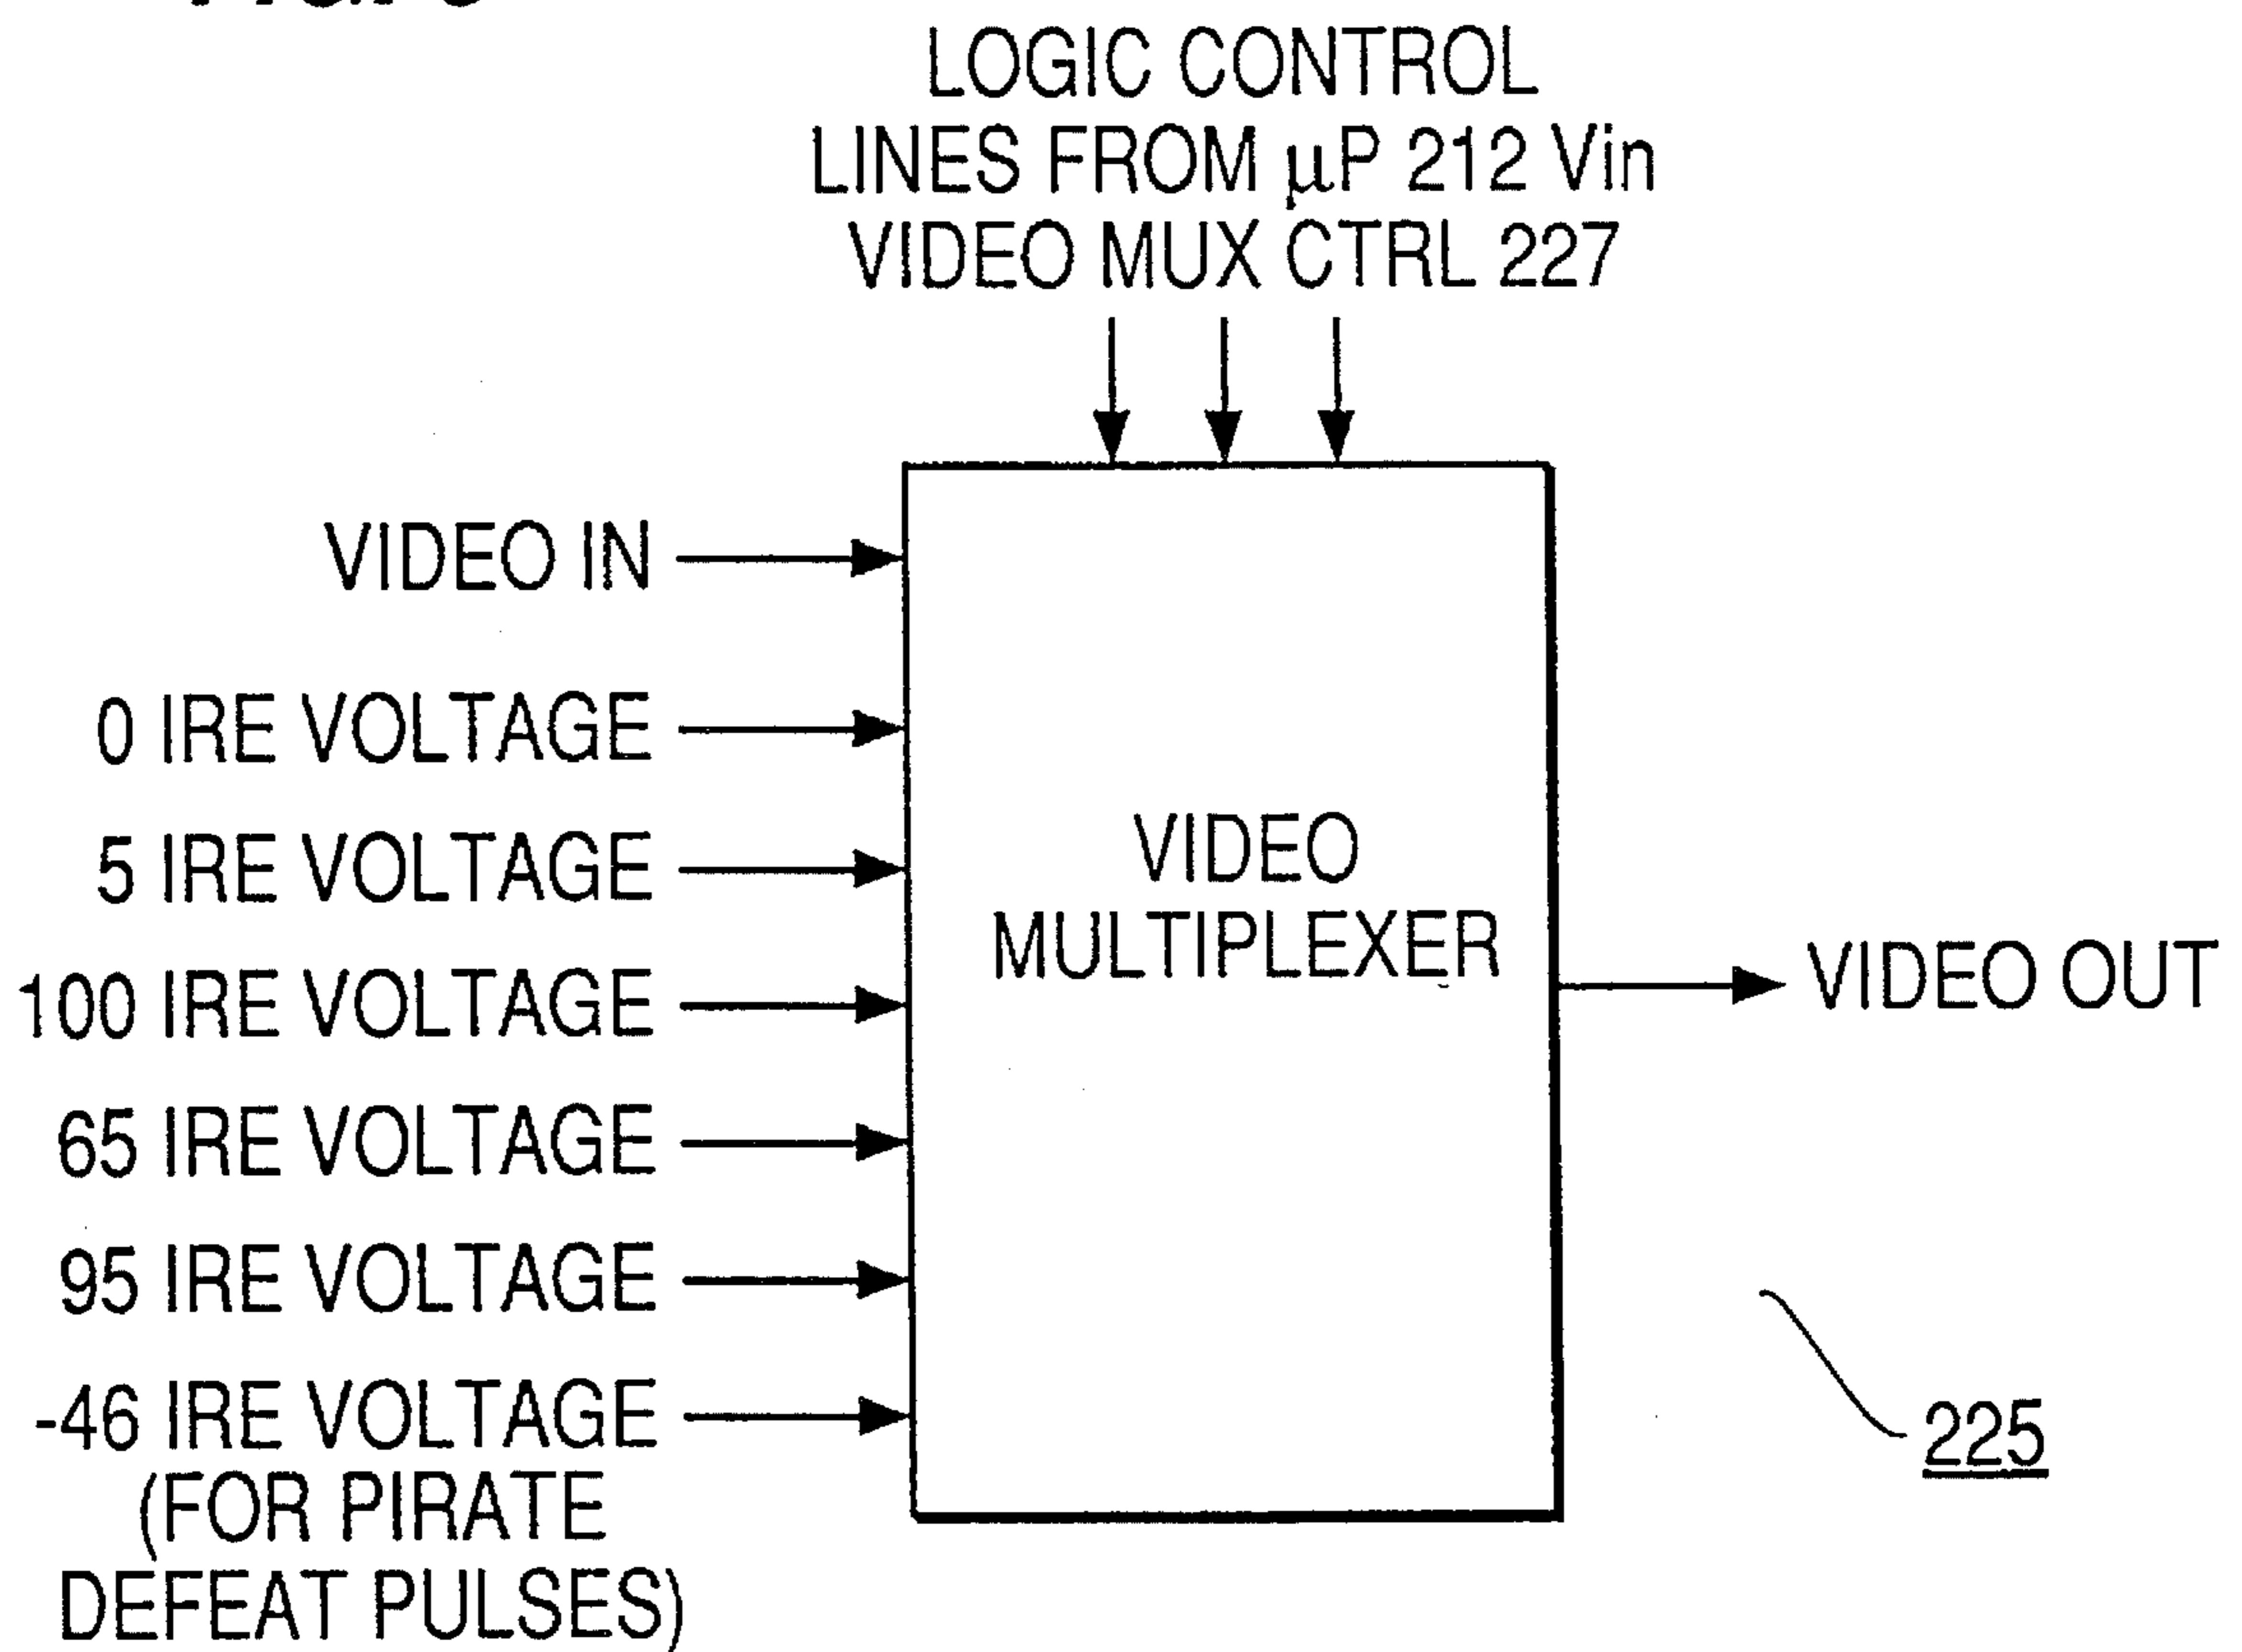 LOGIC CONTROL
LINES FROM µP 212 Vin
VIDEO MUX CTRL 227
VIDEO IN
0 IRE VOLTAGE
5 IRE VOLTAGE
100 IRE VOLTAGE
65 IRE VOLTAGE
95 IRE VOLTAGE
-46 IRE VOLTAGE
(FOR PIRATE
DEFEAT PULSES)
VIDEO
MULTIPLEXER
VIDEO OUT
225